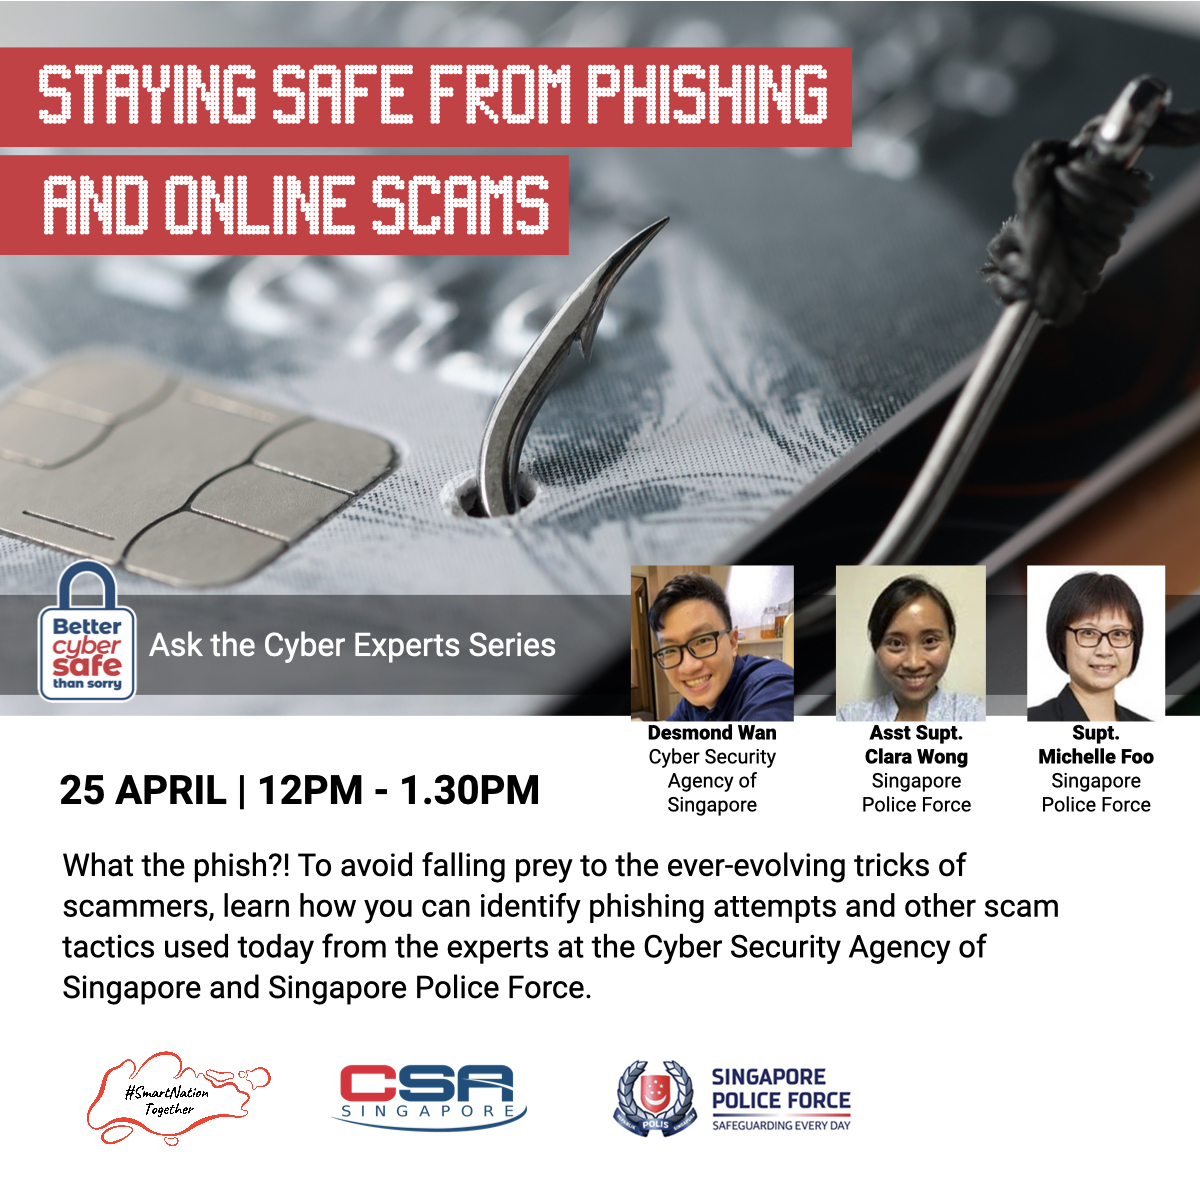 STAYING SAFE FROM PHISHING
AND ONLINE SCAMS
Better
cyber
safe
than sorry
Ask the Cyber Experts Series
Desmond Wan
Cyber Security
Agency of
Singapore
Asst Supt.
Clara Wong
Singapore
Police Force
Supt.
Michelle Foo
Singapore
Police Force
25 APRIL | 12PM - 1.30PM
What the phish?! To avoid falling prey to the ever-evolving tricks of
scammers, learn how you can identify phishing attempts and other scam
tactics used today from the experts at the Cyber Security Agency of
Singapore and Singapore Police Force.
#SmartNation
Together
CSA
SINGAPORE
POLIS
SINGAPORE
POLICE FORCE
SAFEGUARDING EVERY DAY